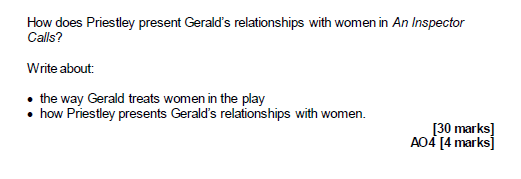 How does Priestley present Gerald's relationships with women in An Inspector
Calls?
Write about:
• the way Gerald treats women in the play
• how Priestley presents Gerald's relationships with women.
[30 marks]
AO4 [4 marks]